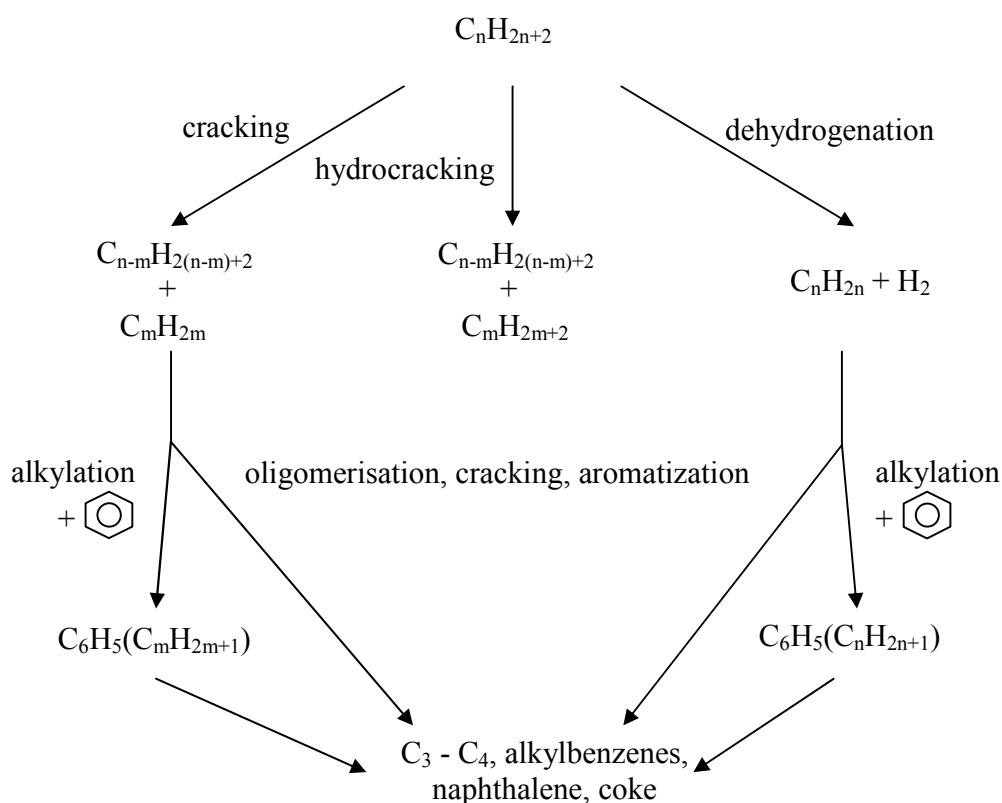 CₙH₂ₙ₊₂
cracking
hydrocracking
dehydrogenation
Cₙ₋ₘH₂₍ₙ₋ₘ₎₊₂
+
CₘH₂ₘ
Cₙ₋ₘH₂₍ₙ₋ₘ₎₊₂
+
CₘH₂ₘ₊₂
CₙH₂ₙ + H₂
alkylation
+
oligomerisation, cracking, aromatization
alkylation
+
C₆H₅(CₘH₂ₘ₊₁)
C₆H₅(CₙH₂ₙ₊₁)
C₃ - C₄, alkylbenzenes,
naphthalene, coke